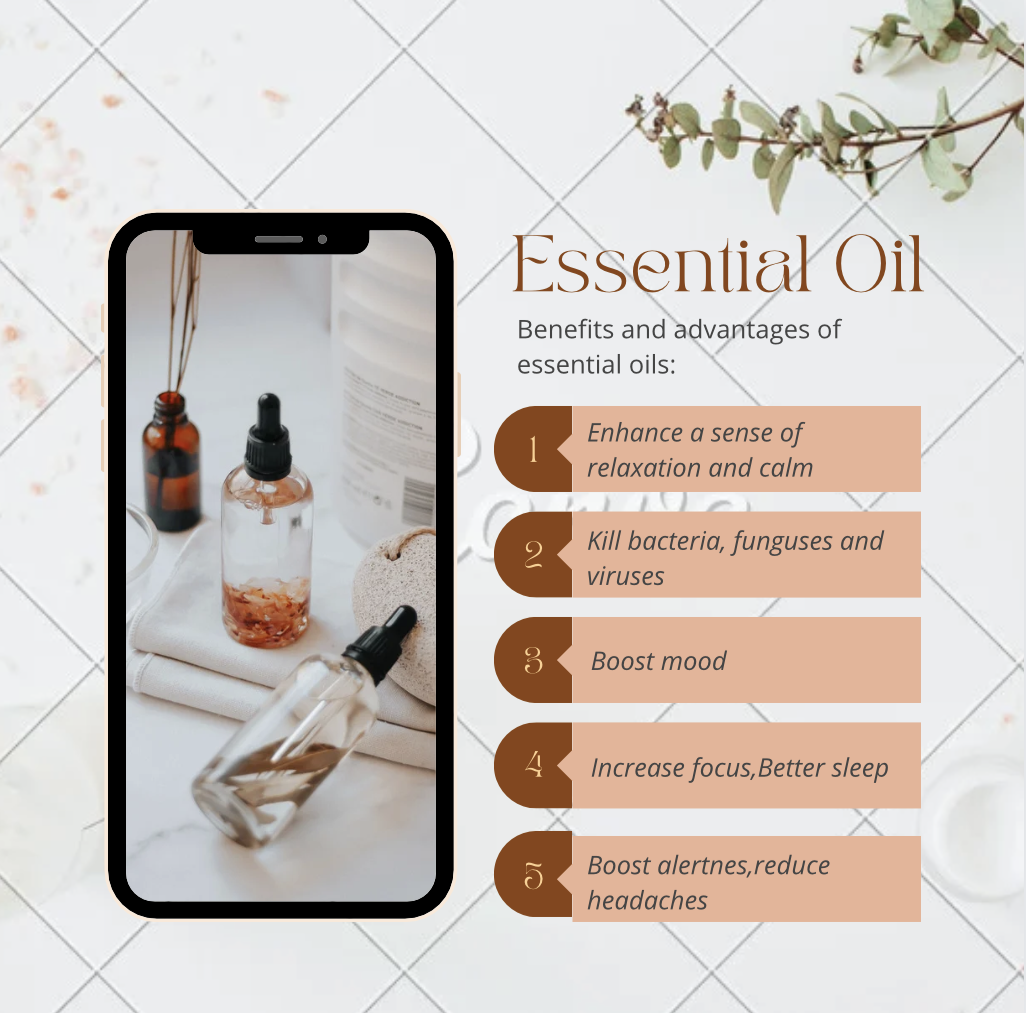 Essential Oil
Benefits and advantages of
essential oils:
1
Enhance a sense of
relaxation and calm
2
Kill bacteria, funguses and
viruses
3
Boost mood
4
Increase focus,Better sleep
5
Boost alertnes,reduce
headaches